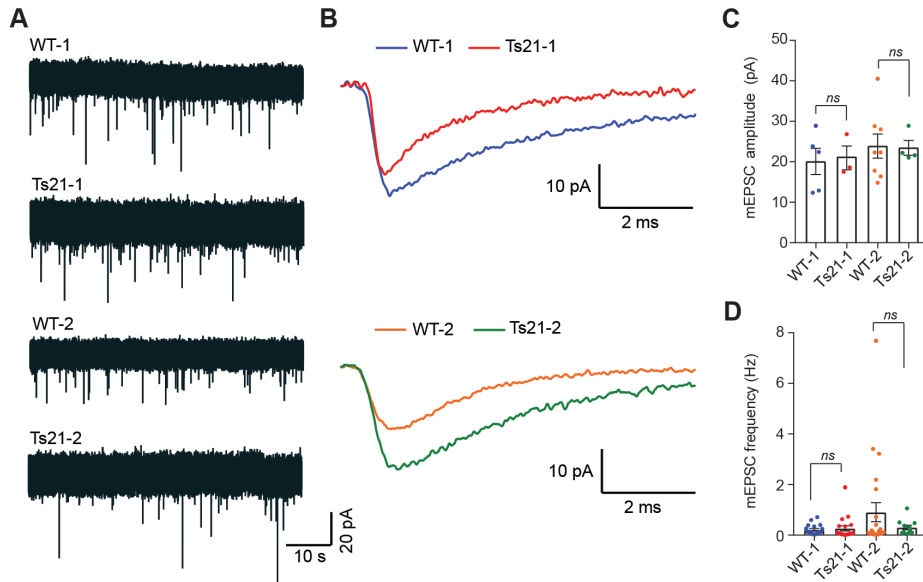 A
WT-1
Ts21-1
WT-2
Ts21-2
10 s
20 pA
B
WT-1 Ts21-1
10 pA
2 ms
WT-2 Ts21-2
10 pA
2 ms
C
mEPSC amplitude (pA)
50
40
30
20
10
0
ns
ns
WT-1
Ts21-1
WT-2
Ts21-2
D
mEPSC frequency (Hz)
8
6
4
2
0
ns
ns
WT-1
Ts21-1
WT-2
Ts21-2